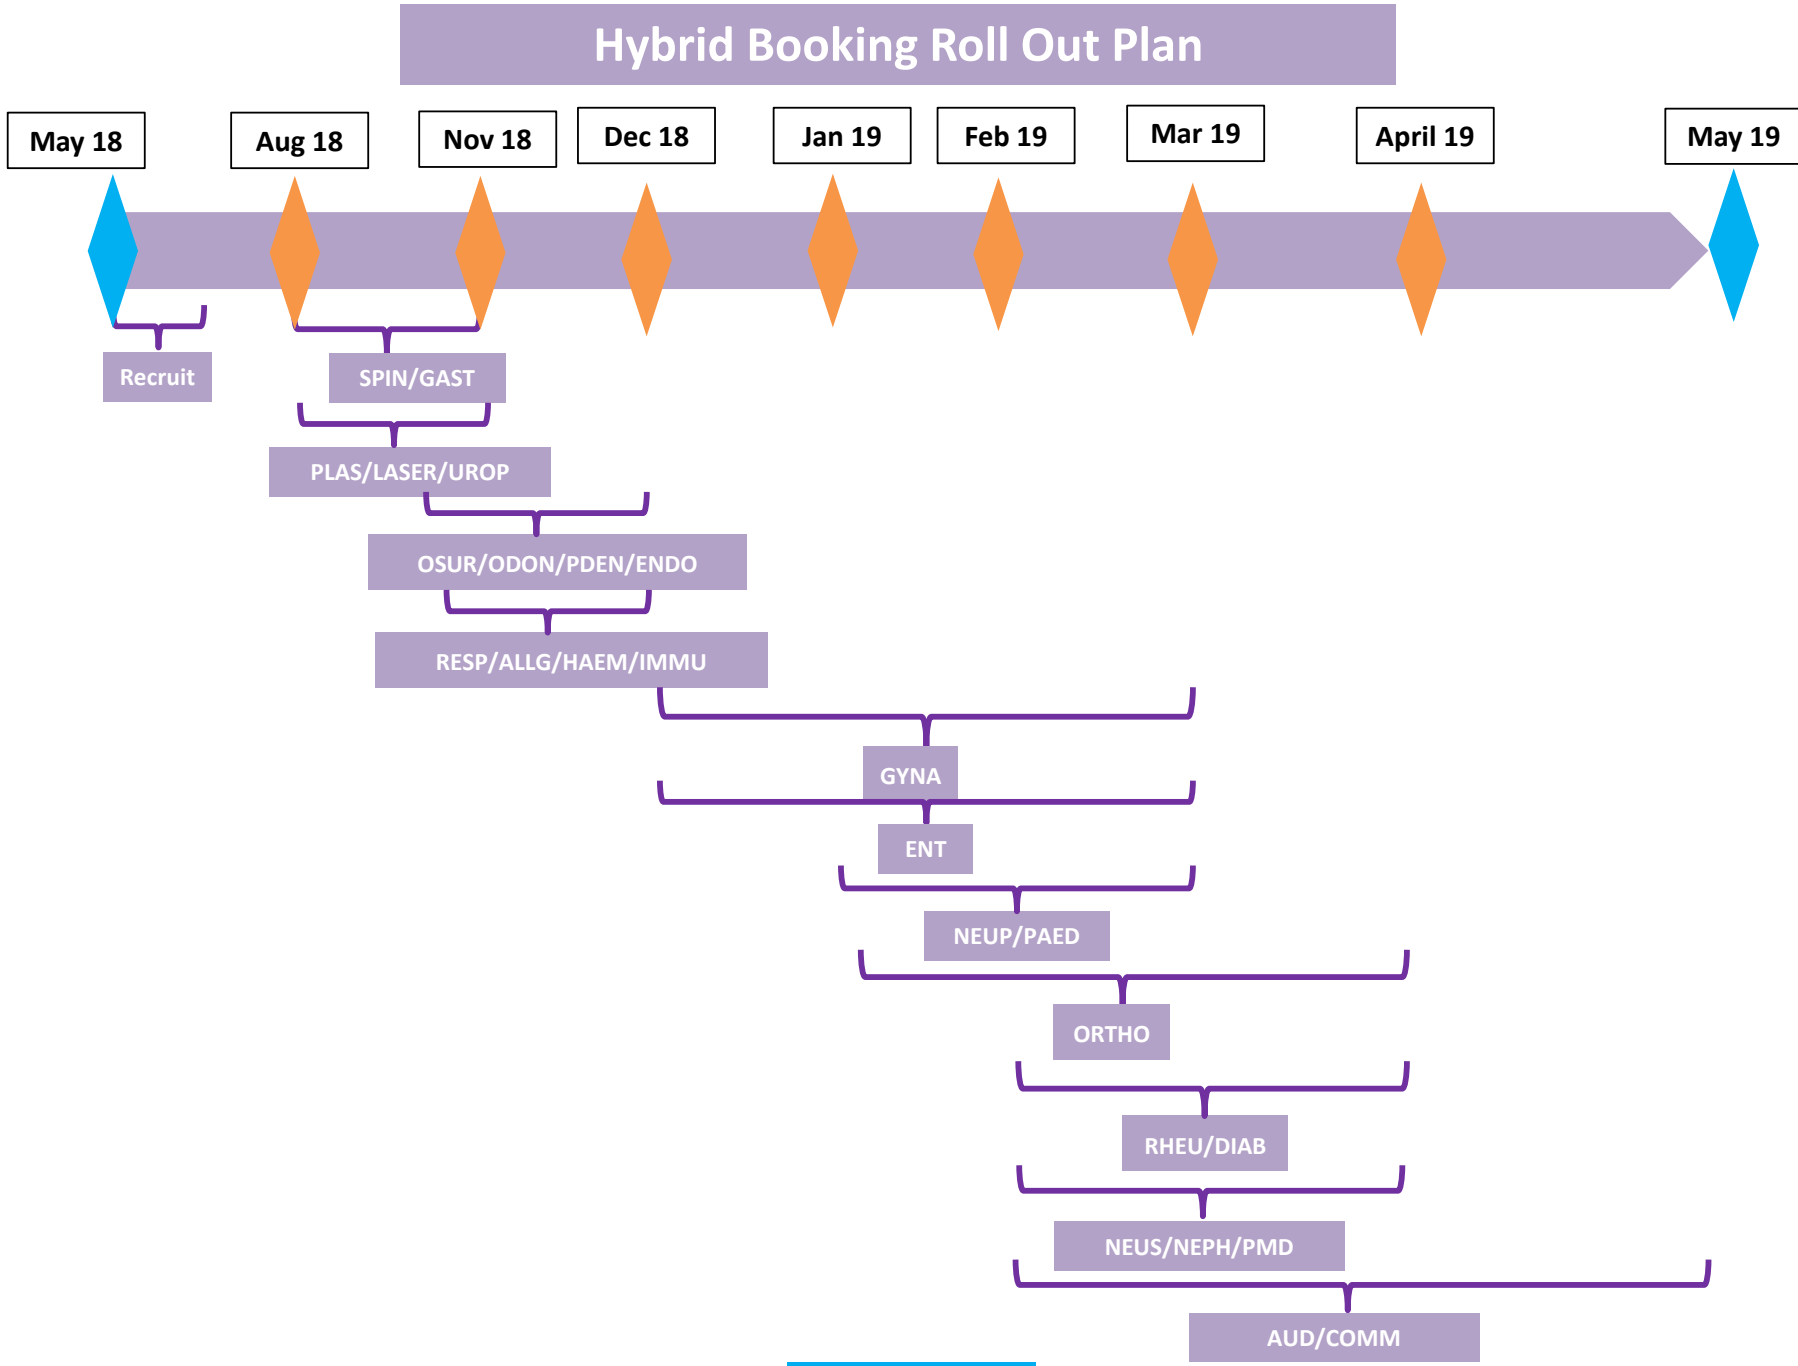 Hybrid Booking Roll Out Plan
May 18
Aug 18
Nov 18
Dec 18
Jan 19
Feb 19
Mar 19
April 19
May 19
Recruit
SPIN/GAST
PLAS/LASER/UROP
OSUR/ODON/PDEN/ENDO
RESP/ALLG/HAEM/IMMU
GYNA
ENT
NEUP/PAED
ORTHO
RHEU/DIAB
NEUS/NEPH/PMD
AUD/COMM